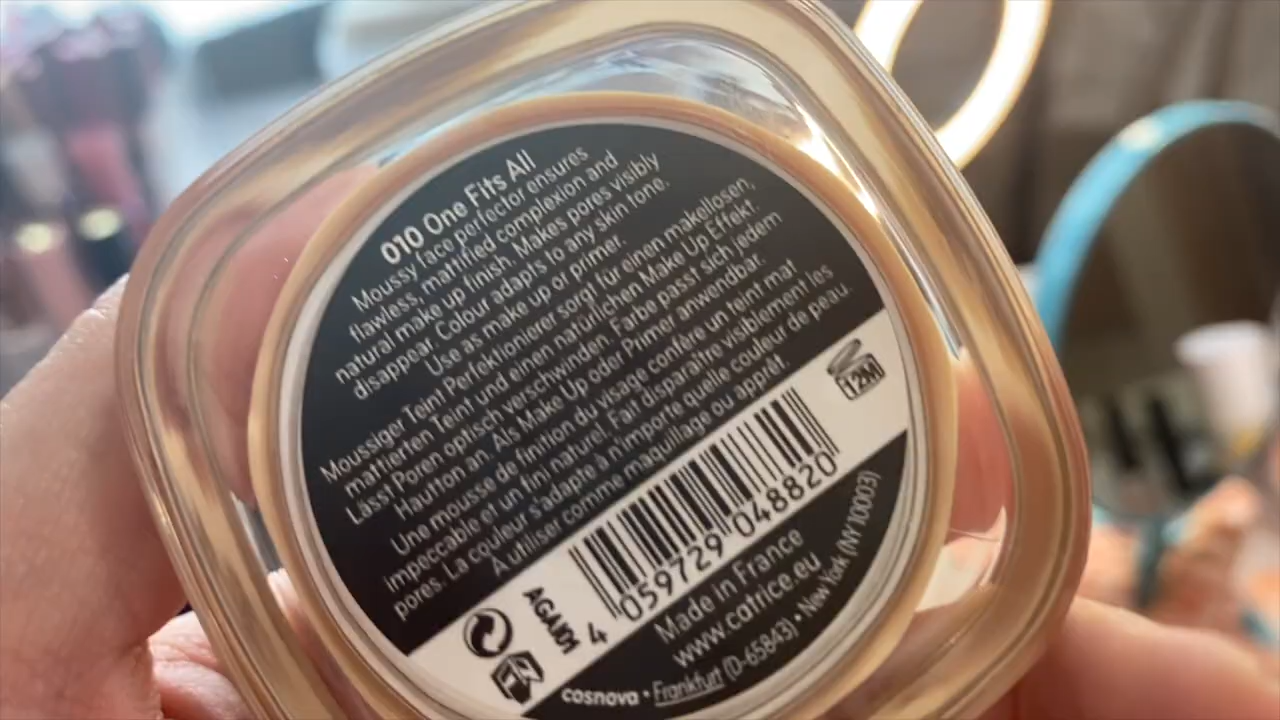 010 One Fits All
Moussy face perfector ensures
flawless, mattified complexion and
natural make up finish. Makes pores visibly
disappear. Colour adapts to any skin tone.
Use as make up or primer.
Moussiger Teint Perfektionierer sorgt für einen makellosen,
mattierten Teint und einen natürlichen Make Up Effekt.
Lässt Poren optisch verschwinden. Farbe passt sich jedem
Hautton an. Als Make Up oder Primer anwendbar.
Une mousse de finition du visage confère un teint mat
impeccable et un fini naturel. Fait disparaître visiblement les
pores. La couleur s'adapte à n'importe quelle couleur de peau.
A utiliser comme maquillage ou apprêt.
12M
4 059729 048820
Made in France
www.catrice.eu
cosnova • Frankfurt (D-65843) • New York (NY10003)